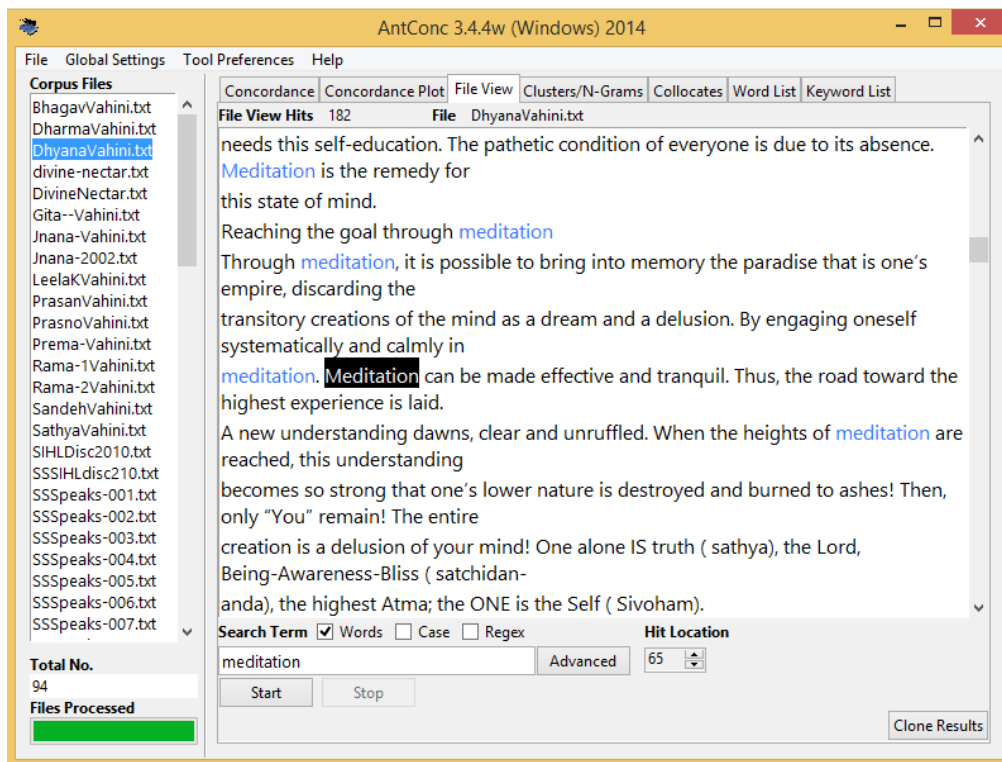 AntConc 3.4.4w (Windows) 2014
File Global Settings Tool Preferences Help
Corpus Files
BhagavVahini.txt
DharmaVahini.txt
DhyanaVahini.txt
divine-nectar.txt
DivineNectar.txt
Gita--Vahini.txt
Jnana-Vahini.txt
Jnana-2002.txt
LeelaKVahini.txt
PrasanVahini.txt
PrasnoVahini.txt
Prema-Vahini.txt
Rama-1Vahini.txt
Rama-2Vahini.txt
SandehVahini.txt
SathyaVahini.txt
SIHLDisc2010.txt
SSSIHLdisc210.txt
SSSpeaks-001.txt
SSSpeaks-002.txt
SSSpeaks-003.txt
SSSpeaks-004.txt
SSSpeaks-005.txt
SSSpeaks-006.txt
SSSpeaks-007.txt
Total No.
94
Files Processed
Concordance Concordance Plot File View Clusters/N-Grams Collocates Word List Keyword List
File View Hits 182 File DhyanaVahini.txt
needs this self-education. The pathetic condition of everyone is due to its absence.
Meditation is the remedy for
this state of mind.
Reaching the goal through meditation
Through meditation, it is possible to bring into memory the paradise that is one’s
empire, discarding the
transitory creations of the mind as a dream and a delusion. By engaging oneself
systematically and calmly in
meditation. Meditation can be made effective and tranquil. Thus, the road toward the
highest experience is laid.
A new understanding dawns, clear and unruffled. When the heights of meditation are
reached, this understanding
becomes so strong that one’s lower nature is destroyed and burned to ashes! Then,
only “You” remain! The entire
creation is a delusion of your mind! One alone IS truth ( sathya), the Lord,
Being-Awareness-Bliss ( satchidan-
anda), the highest Atma; the ONE is the Self ( Sivoham).
Search Term Words Case Regex Hit Location
meditation Advanced 65
Start Stop
Clone Results